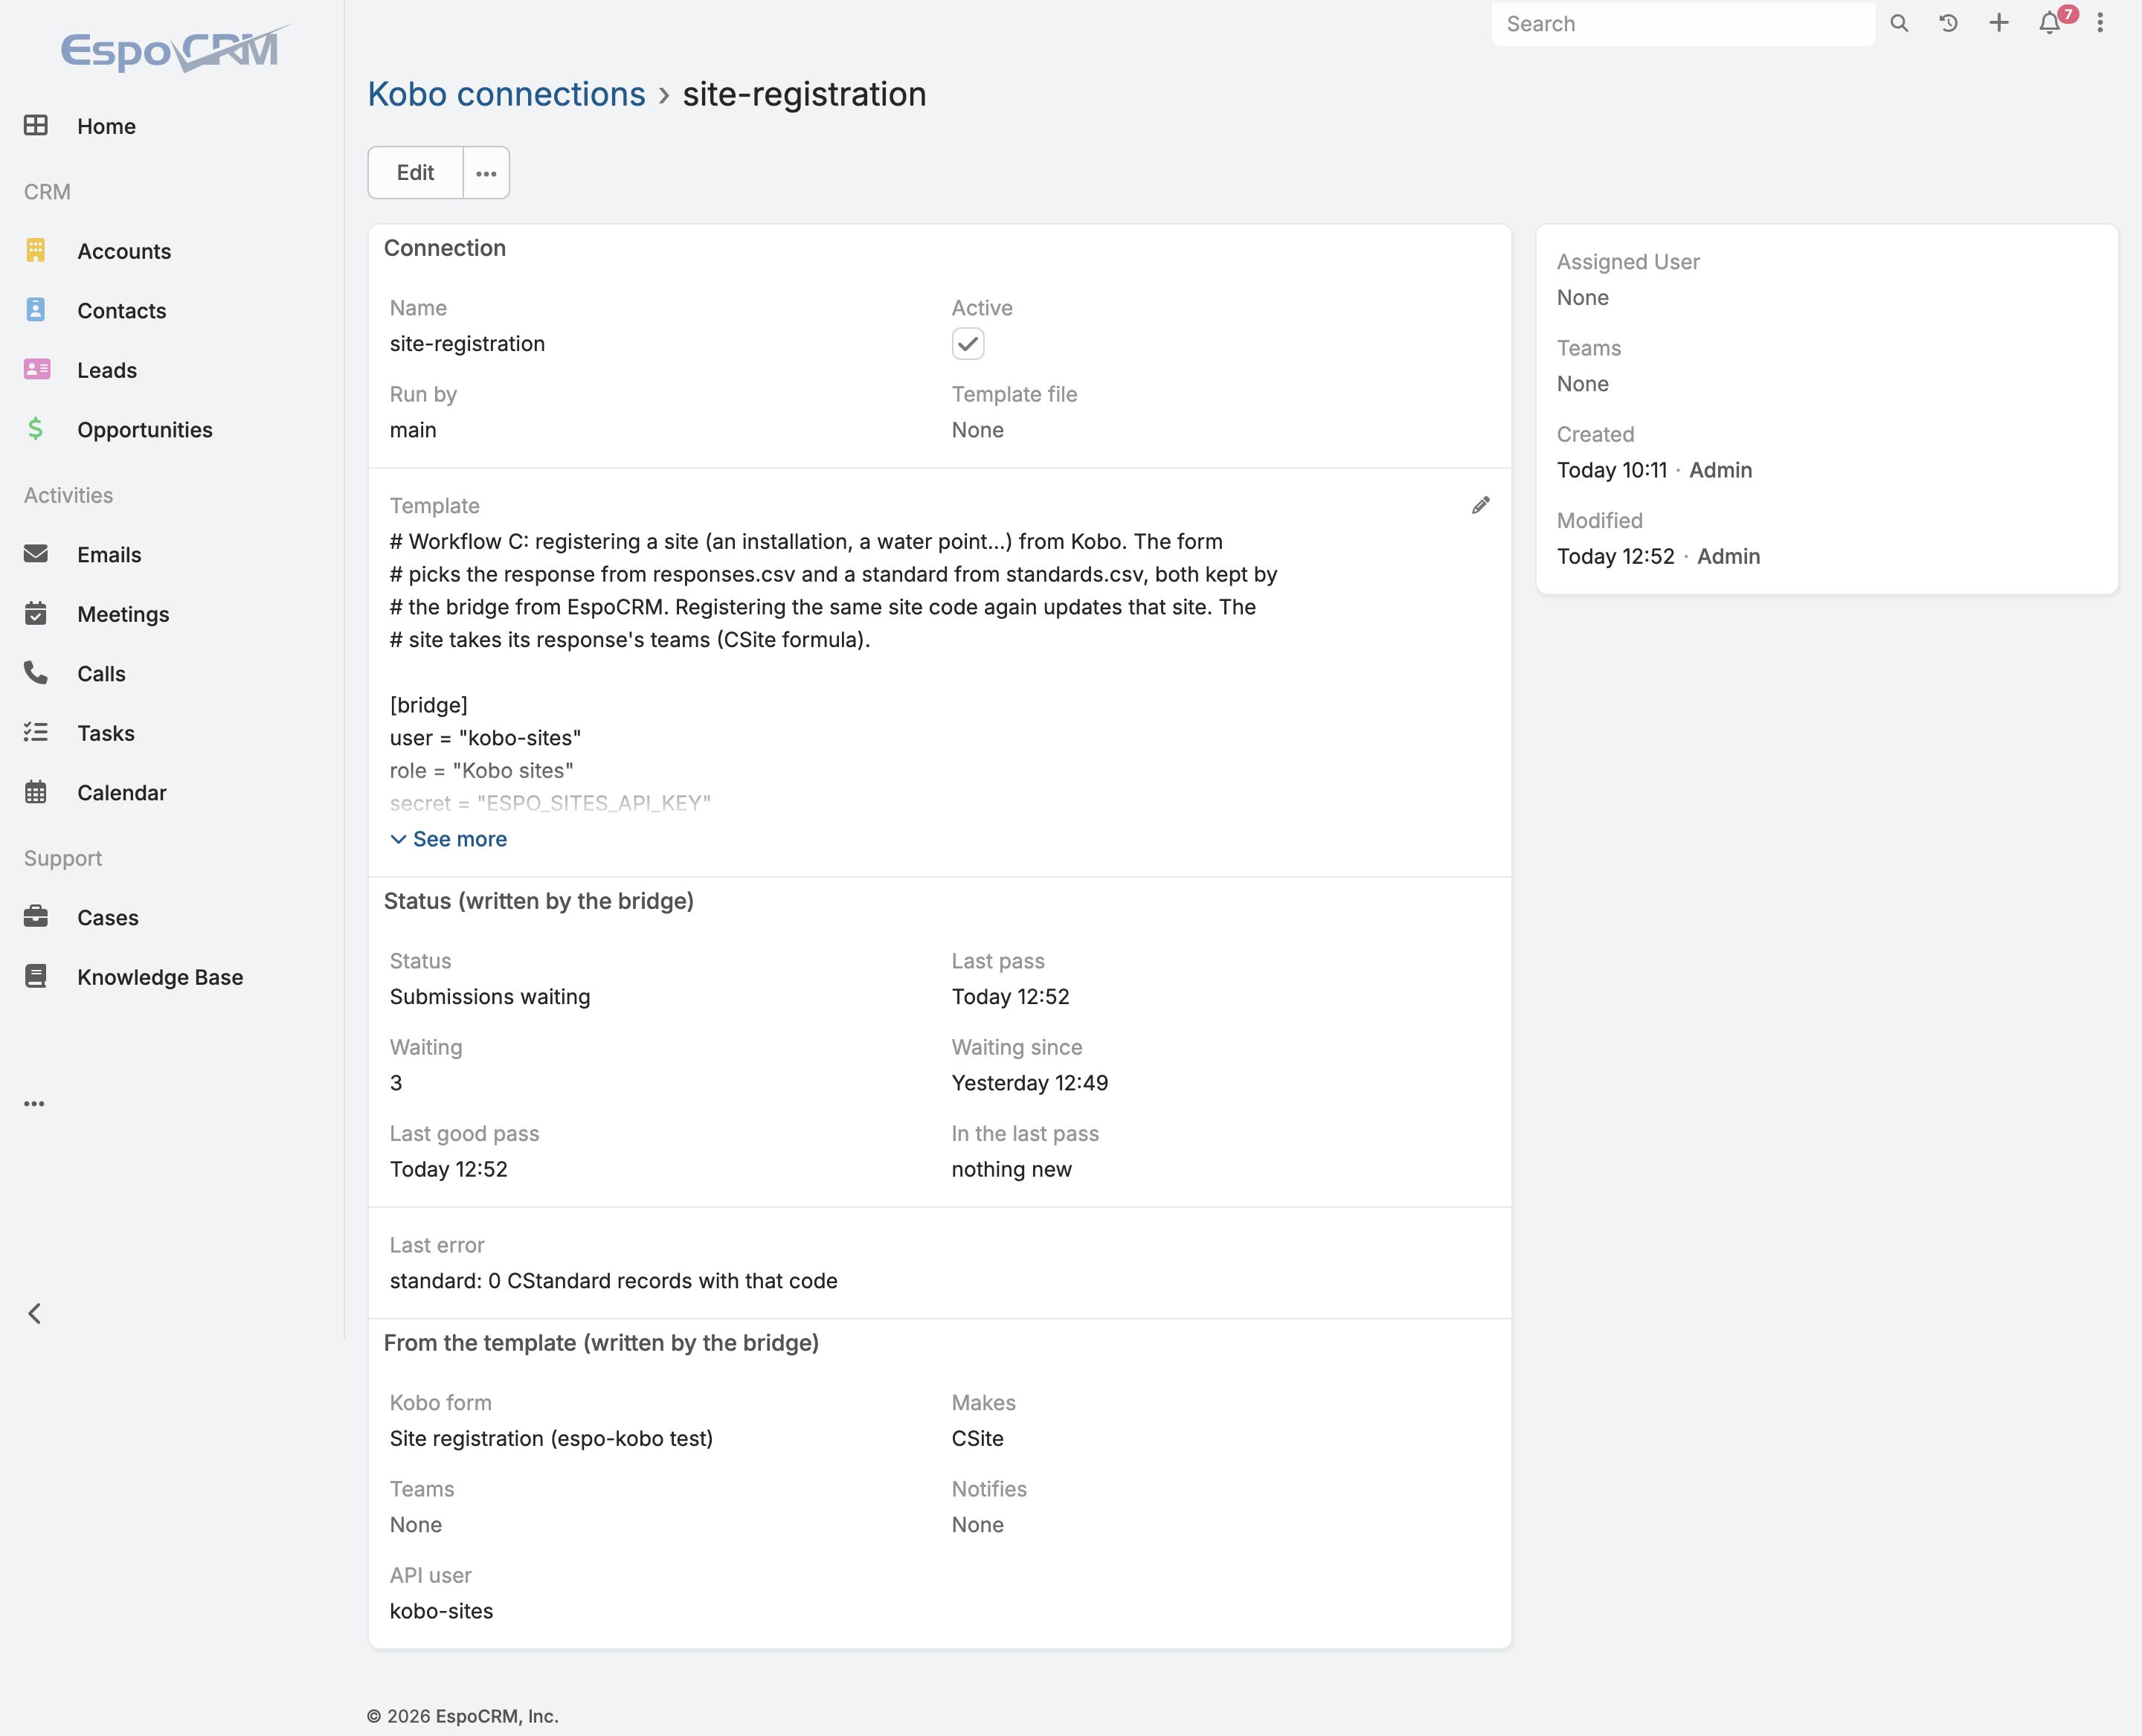 EspoCRM
Search
7
Home
CRM
Accounts
Contacts
Leads
Opportunities
Activities
Emails
Meetings
Calls
Tasks
Calendar
Support
Cases
Knowledge Base
Kobo connections › site-registration
Edit
Connection
Name
site-registration
Active
Run by
main
Template file
None
Template
# Workflow C: registering a site (an installation, a water point...) from Kobo. The form
# picks the response from responses.csv and a standard from standards.csv, both kept by
# the bridge from EspoCRM. Registering the same site code again updates that site. The
# site takes its response's teams (CSite formula).
[bridge]
user = "kobo-sites"
role = "Kobo sites"
secret = "ESPO_SITES_API_KEY"
See more
Status (written by the bridge)
Status
Submissions waiting
Last pass
Today 12:52
Waiting
3
Waiting since
Yesterday 12:49
Last good pass
Today 12:52
In the last pass
nothing new
Last error
standard: 0 CStandard records with that code
From the template (written by the bridge)
Kobo form
Site registration (espo-kobo test)
Makes
CSite
Teams
None
Notifies
None
API user
kobo-sites
Assigned User
None
Teams
None
Created
Today 10:11 · Admin
Modified
Today 12:52 · Admin
© 2026 EspoCRM, Inc.